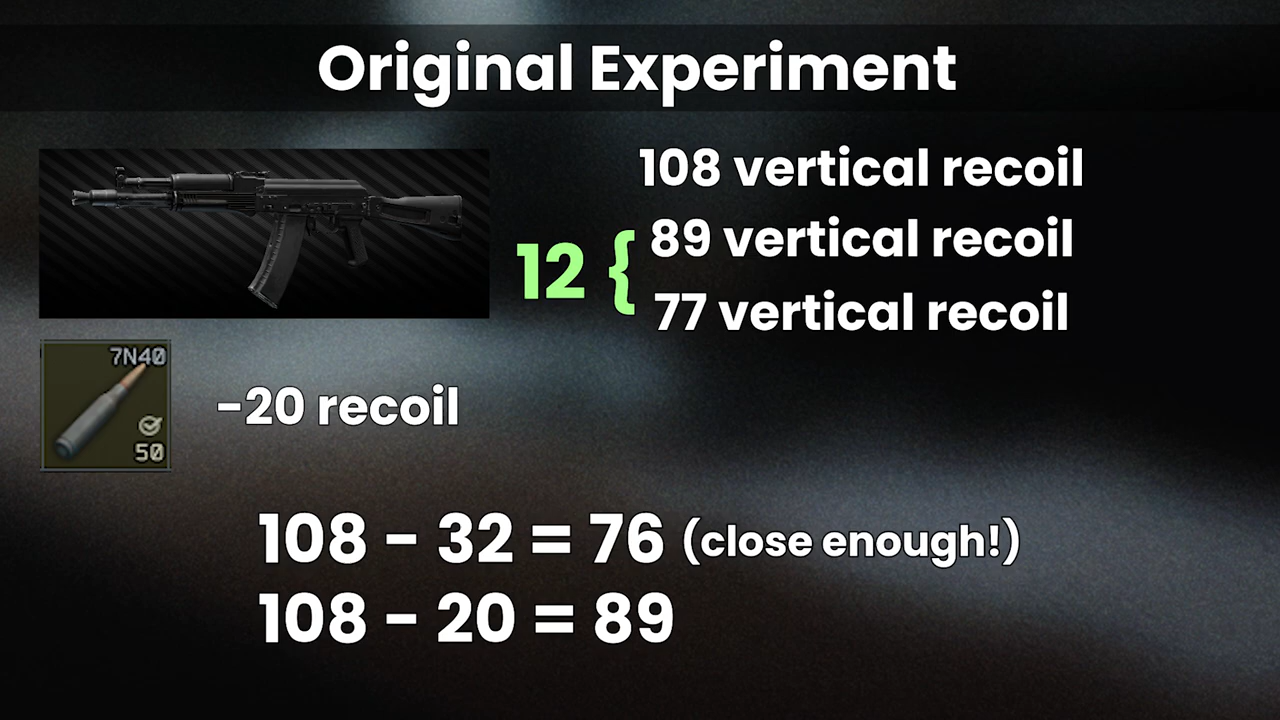 Original Experiment
108 vertical recoil
12 { 89 vertical recoil
77 vertical recoil
7N40
50
-20 recoil
108 - 32 = 76 (close enough!)
108 - 20 = 89